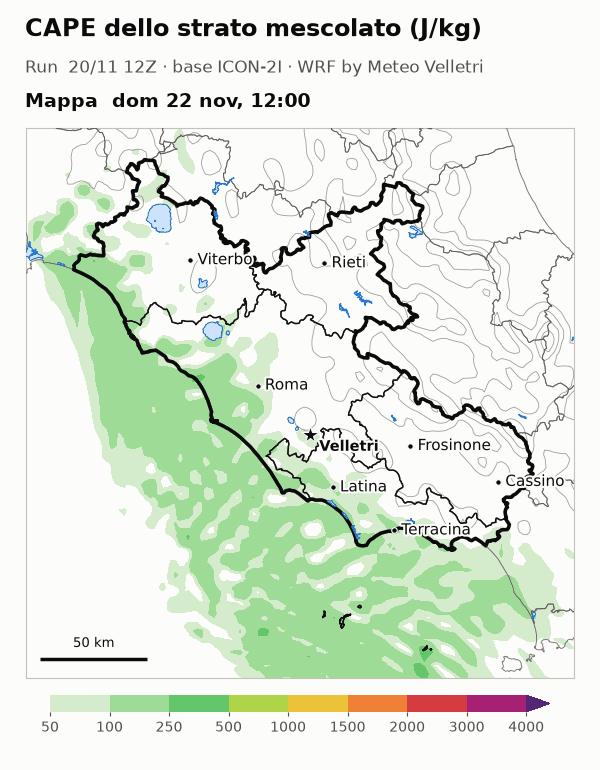 CAPE dello strato mescolato (J/kg)
Run  20/11 12Z · base ICON-2I · WRF by Meteo Velletri
Mappa  dom 22 nov, 12:00
Viterbo
Rieti
Roma
Velletri
Frosinone
Latina
Cassino
Terracina
50 km
50 100 250 500 1000 1500 2000 3000 4000